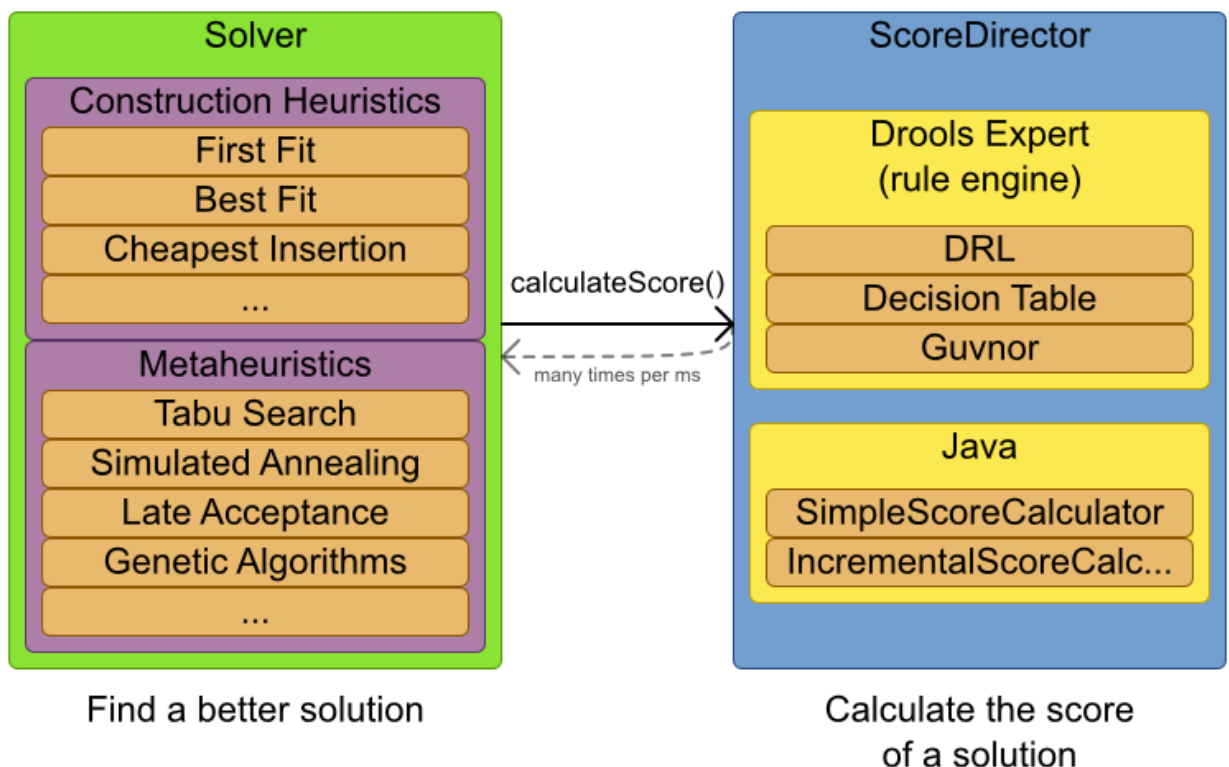 Solver
Construction Heuristics
First Fit
Best Fit
Cheapest Insertion
...
Metaheuristics
Tabu Search
Simulated Annealing
Late Acceptance
Genetic Algorithms
...
Find a better solution
calculateScore()
many times per ms
ScoreDirector
Drools Expert
(rule engine)
DRL
Decision Table
Guvnor
Java
SimpleScoreCalculator
IncrementalScoreCalc...
Calculate the score
of a solution